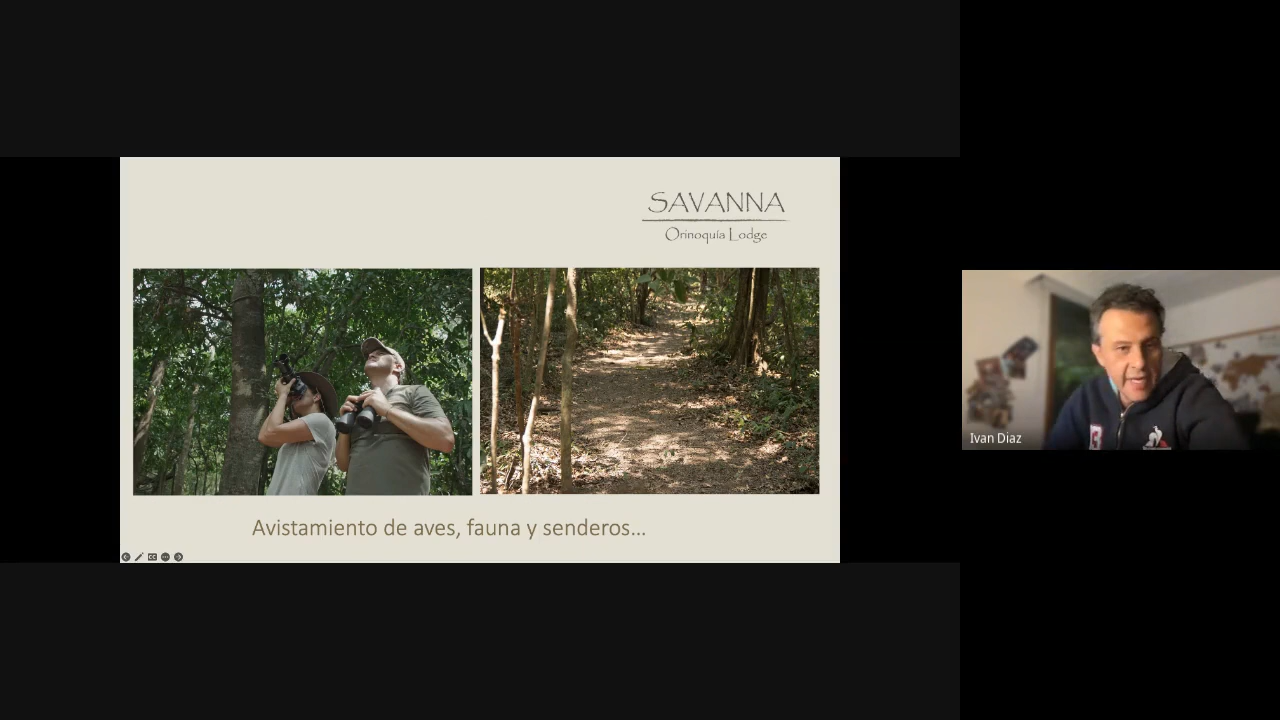 SAVANNA
Orinoquía Lodge
Avistamiento de aves, fauna y senderos...
Ivan Diaz